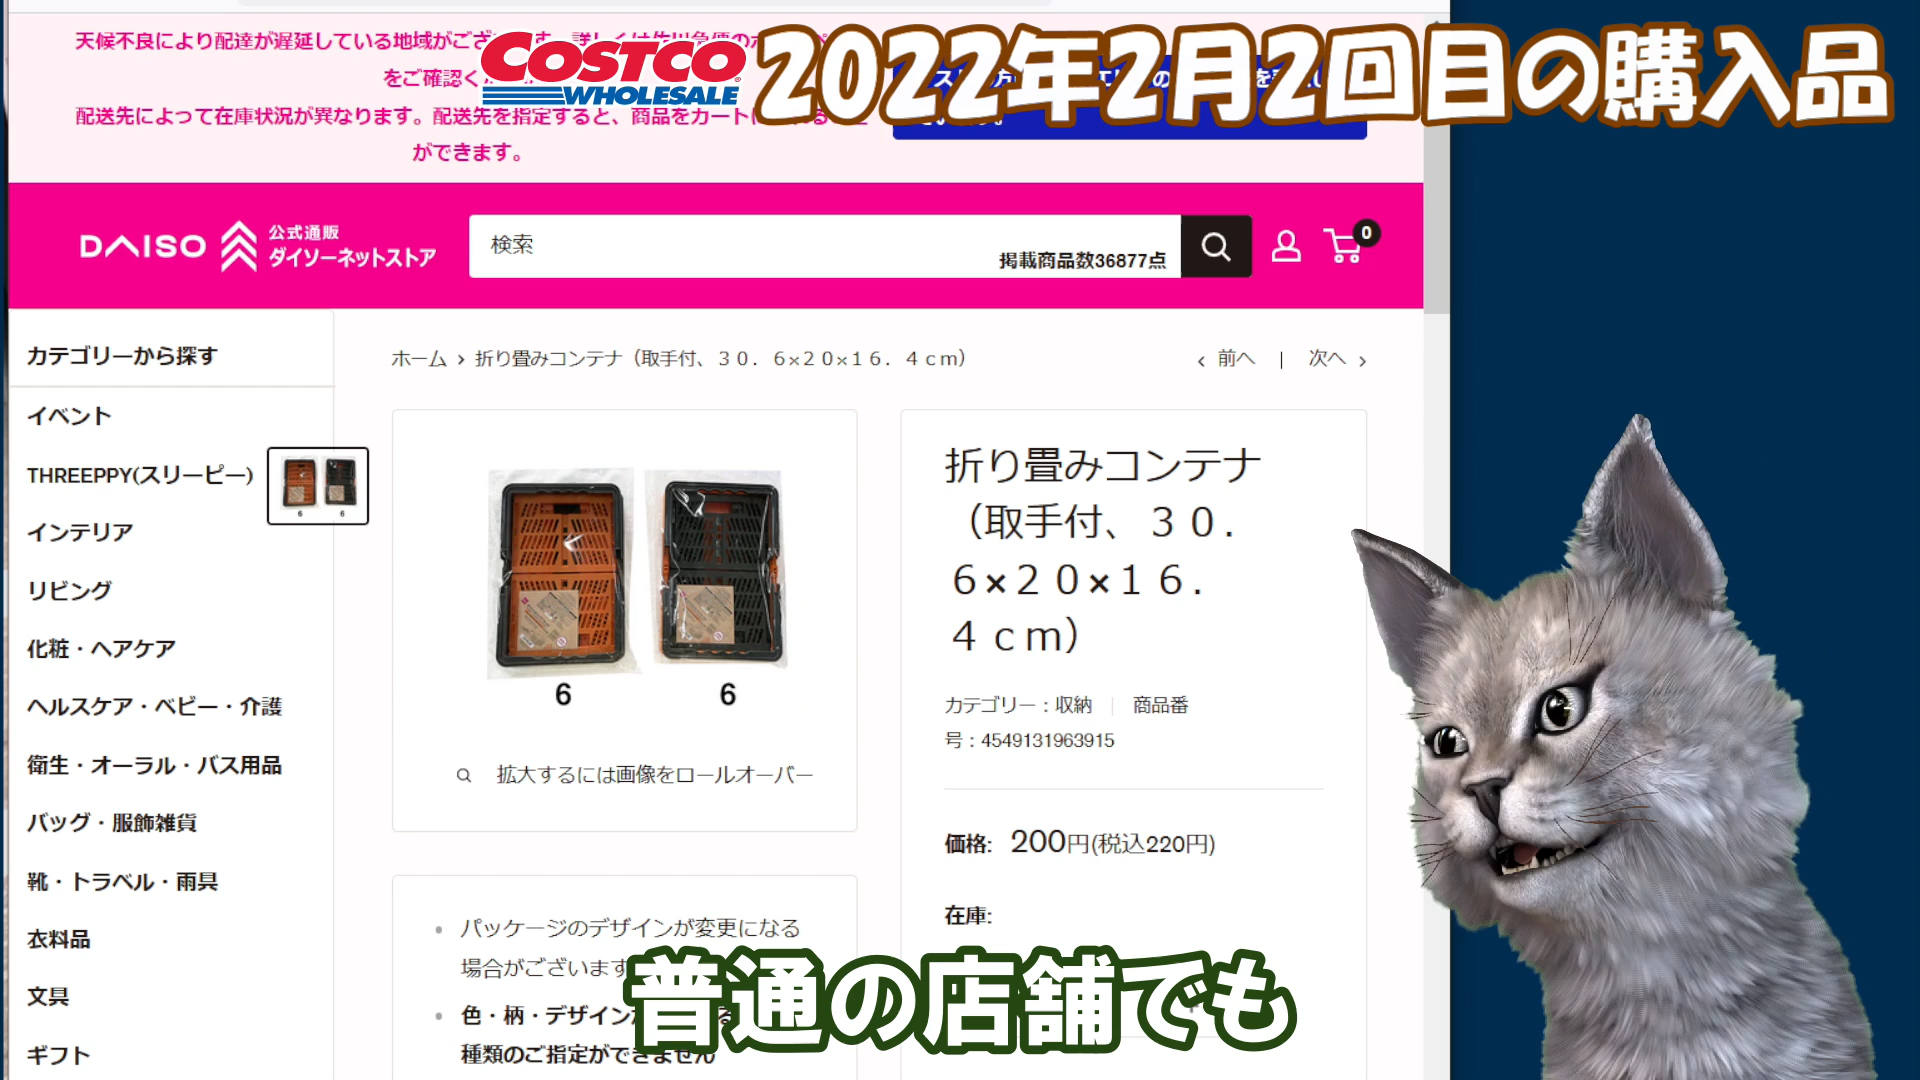 COSTCO
WHOLESALE
2022年2月2回目の購入品
天候不良により配達が遅延している地域がござ
をご確認く
配送先によって在庫状況が異なります。配送先を指定すると、商品をカートに
ができます。
DAISO
公式通販
ダイソーネットストア
検索
掲載商品数36877点
0
カテゴリーから探す
イベント
THREEPPY(スリーピー)
インテリア
リビング
化粧・ヘアケア
ヘルスケア・ベビー・介護
衛生・オーラル・バス用品
バッグ・服飾雑貨
靴・トラベル・雨具
衣料品
文具
ギフト
ホーム › 折り畳みコンテナ（取手付、３０．６×２０×１６．４ｃｍ）
‹ 前へ | 次へ ›
6 6
6 6
拡大するには画像をロールオーバー
折り畳みコンテナ
（取手付、３０．
６×２０×１６．
４ｃｍ）
カテゴリー：収納 | 商品番
号：4549131963915
価格: 200円(税込220円)
在庫:
パッケージのデザインが変更になる
場合がございます
色・柄・デザイン
種類のご指定ができません
普通の店舗でも